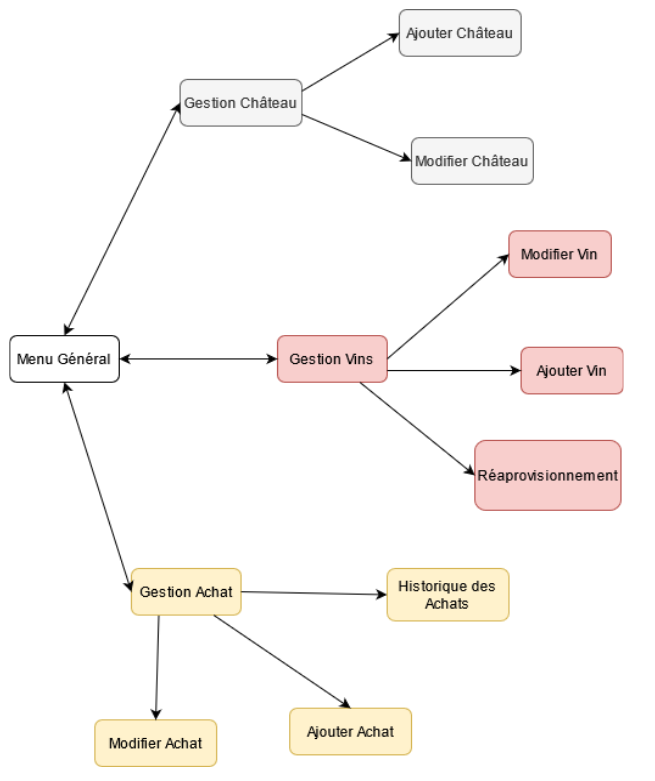 Ajouter Château
Gestion Château
Modifier Château
Modifier Vin
Menu Général
Gestion Vins
Ajouter Vin
Réaprovisionnement
Gestion Achat
Historique des
Achats
Modifier Achat
Ajouter Achat